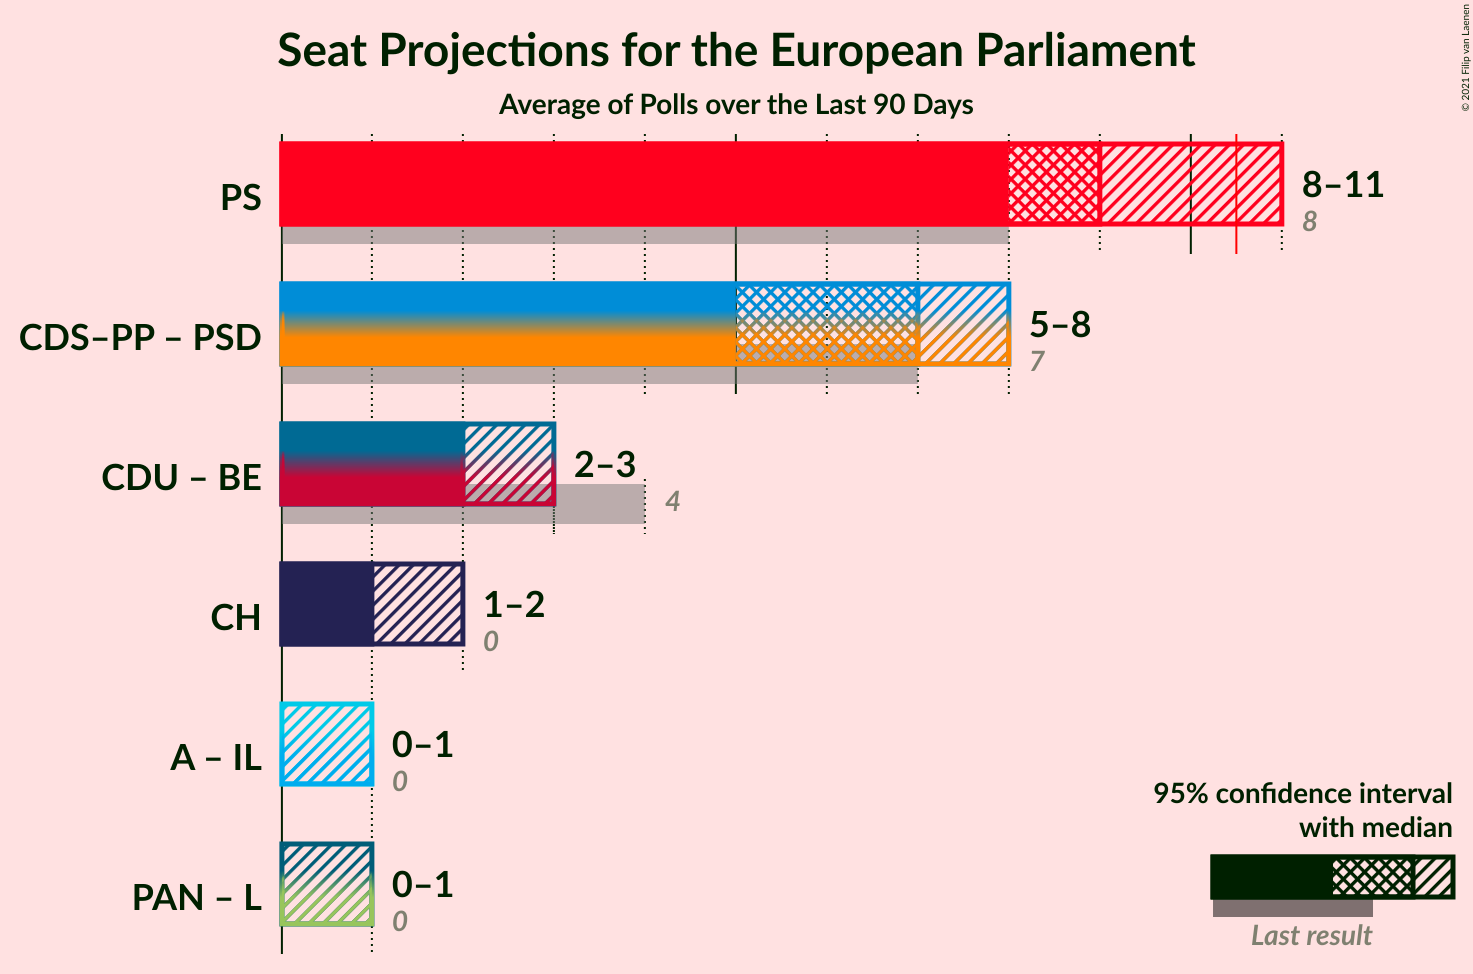 Seat Projections for the European Parliament
Average of Polls over the Last 90 Days
© 2021 Filip van Laenen
PS
8–11
8
CDS–PP – PSD
5–8
7
CDU – BE
2–3
4
CH
1–2
0
A – IL
0–1
0
PAN – L
0–1
0
95% confidence interval
with median
Last result